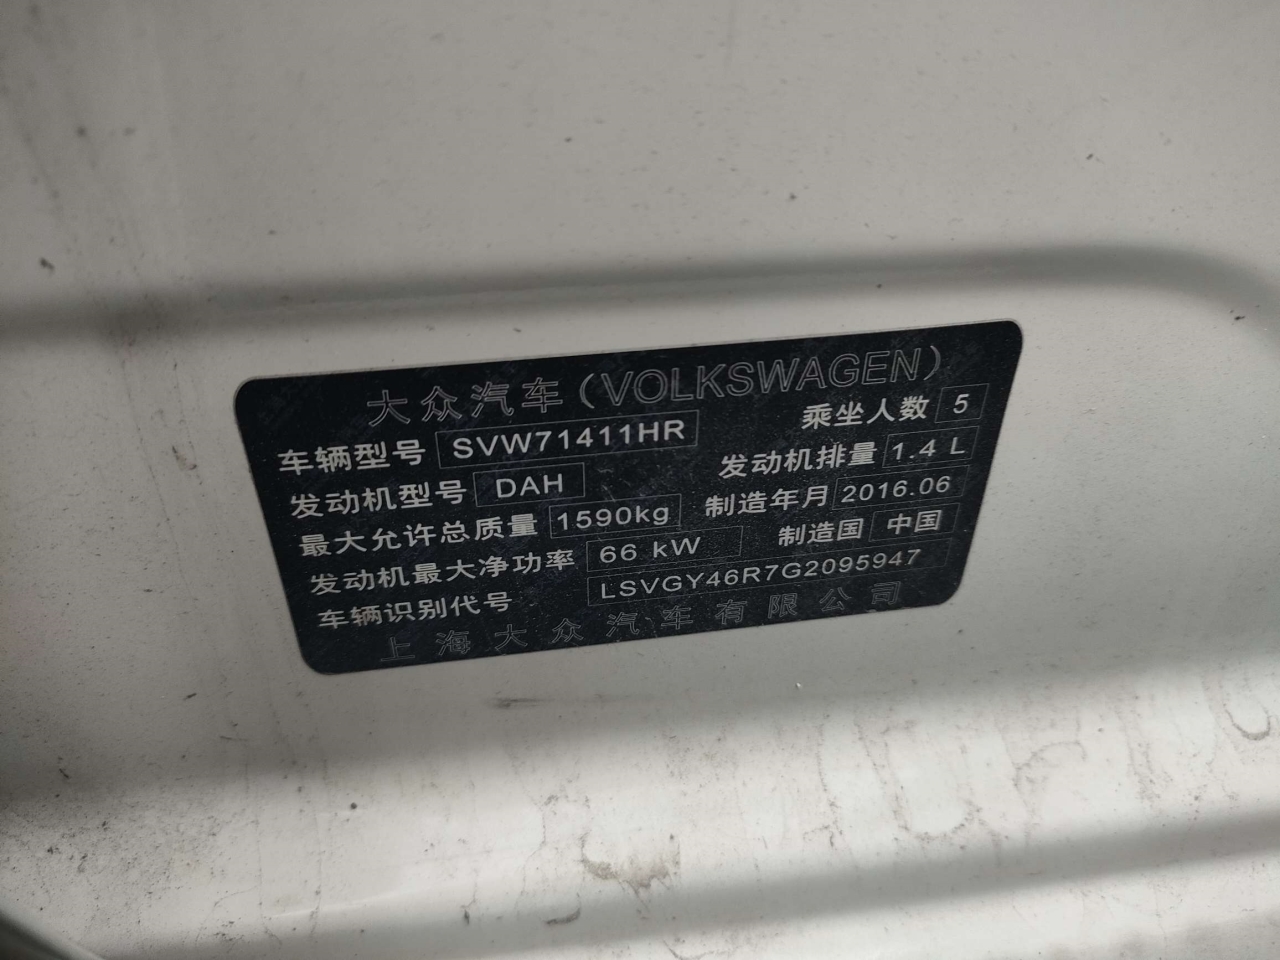 大众汽车(VOLKSWAGEN)
车辆型号 SVW71411HR 乘坐人数 5
发动机型号 DAH 发动机排量 1.4 L
最大允许总质量 1590kg 制造年月 2016.06
发动机最大净功率 66 kW 制造国 中国
车辆识别代号 LSVGY46R7G2095947
上海大众汽车有限公司